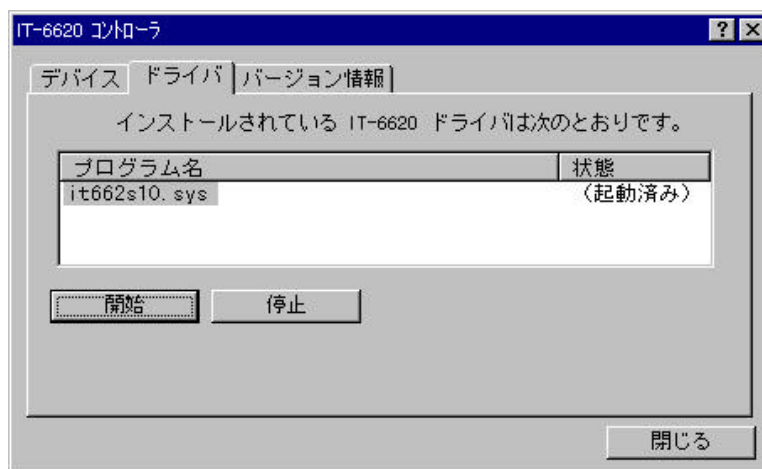 IT-6620 コントローラ
デバイス ドライバ バージョン情報
インストールされている IT-6620 ドライバは次のとおりです。
プログラム名 状態
it662s10.sys (起動済み)
開始 停止
閉じる